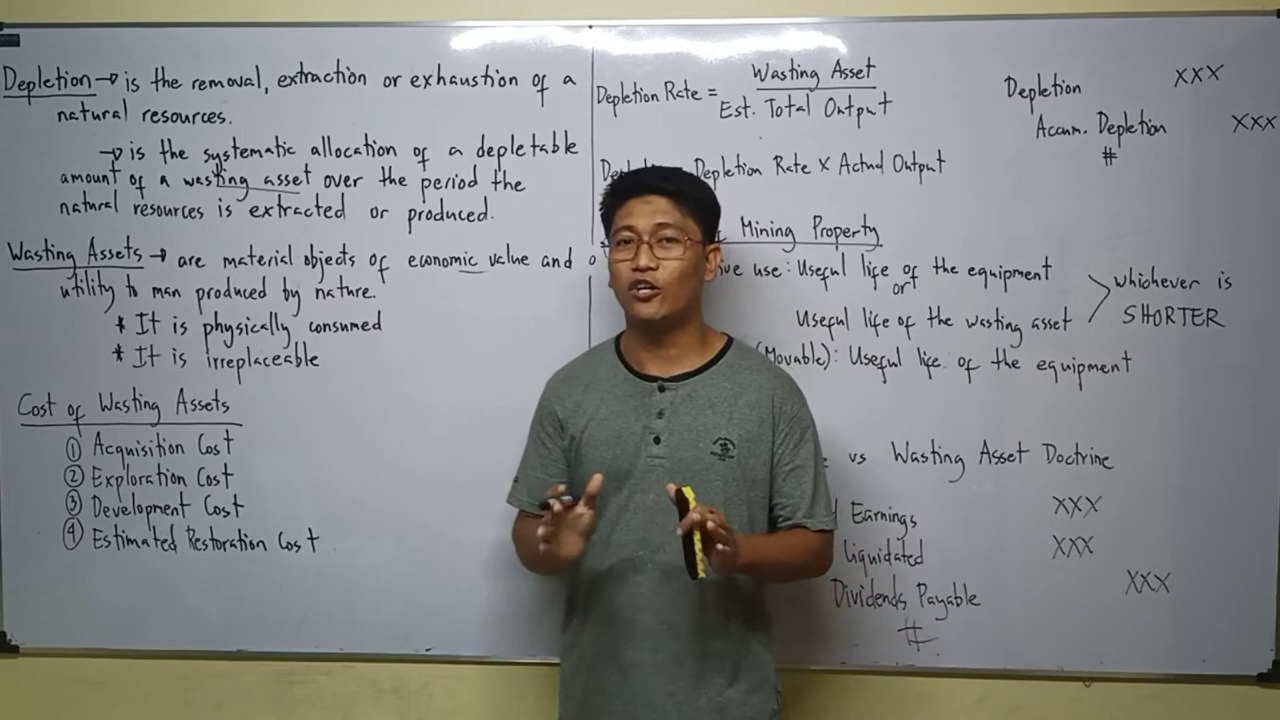 Depletion → is the removal, extraction or exhaustion of a
natural resources.
→ is the systematic allocation of a depletable
amount of a wasting asset over the period the
natural resources is extracted or produced.
Wasting Assets → are material objects of economic value and
utility to man produced by nature.
* It is physically consumed
* It is irreplaceable
Cost of Wasting Assets
① Acquisition Cost
② Exploration Cost
③ Development Cost
④ Estimated Restoration Cost
Depletion Rate = Wasting Asset
Est. Total Output
Depletion Rate X Actual Output
Mining Property
use: Useful life of the equipment
or
Useful life of the wasting asset
whichever is
SHORTER
(Movable): Useful life of the equipment
vs Wasting Asset Doctrine
Earnings XXX
Liquidated XXX
Dividends Payable XXX
#
Depletion XXX
Accum. Depletion XXX
#